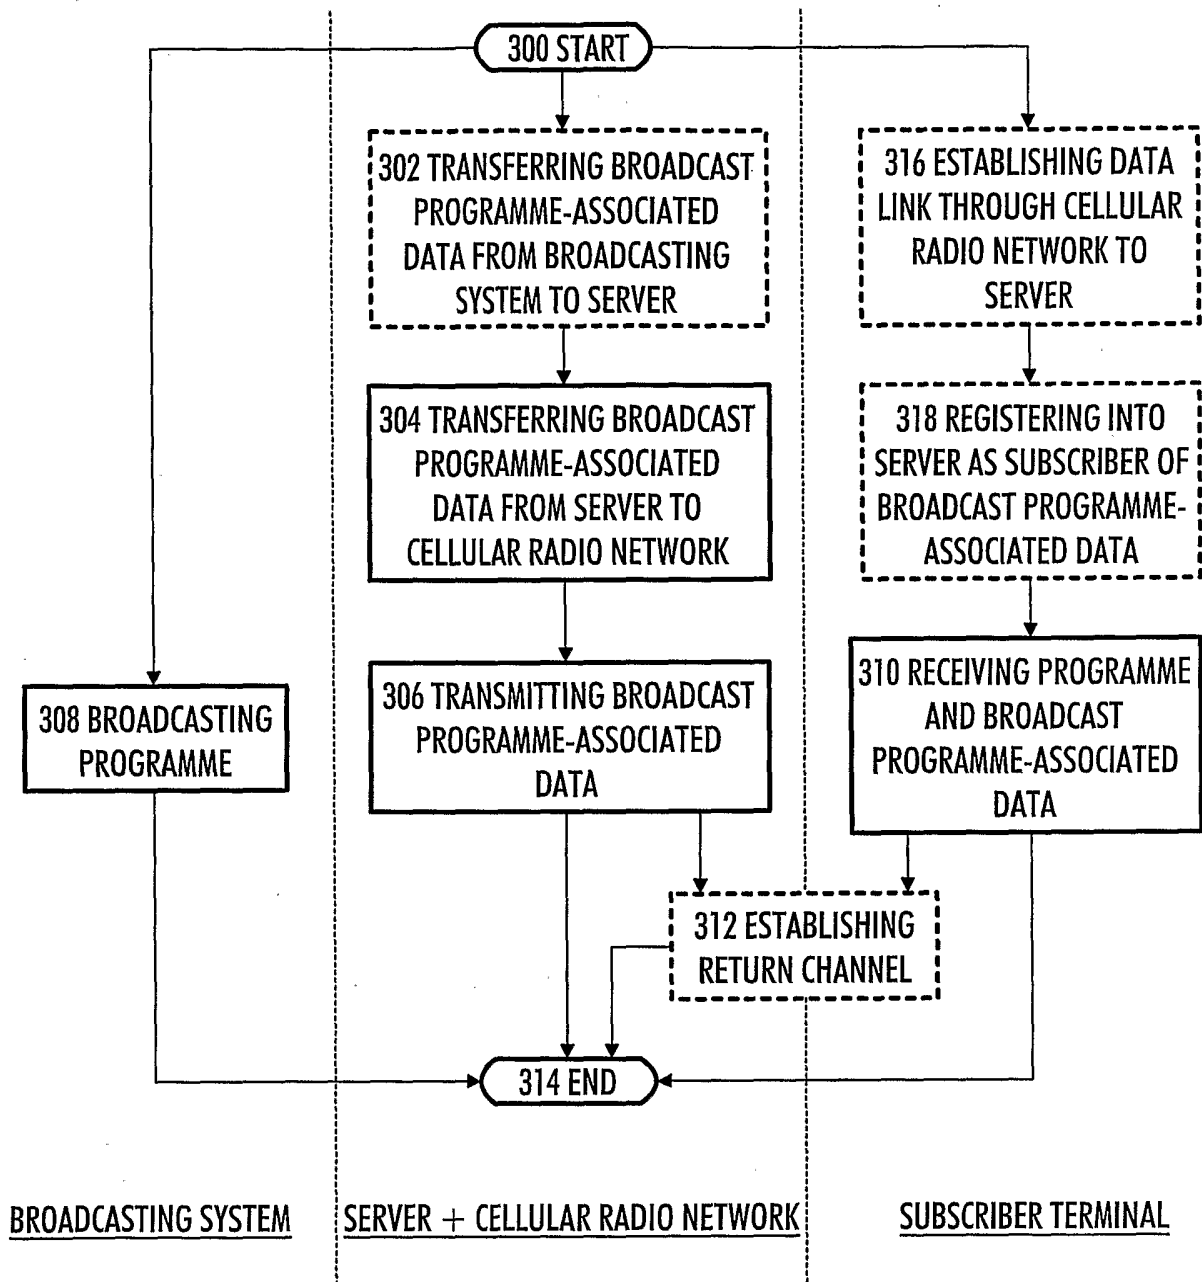 300 START
302 TRANSFERRING BROADCAST
PROGRAMME-ASSOCIATED
DATA FROM BROADCASTING
SYSTEM TO SERVER
316 ESTABLISHING DATA
LINK THROUGH CELLULAR
RADIO NETWORK TO
SERVER
304 TRANSFERRING BROADCAST
PROGRAMME-ASSOCIATED
DATA FROM SERVER TO
CELLULAR RADIO NETWORK
318 REGISTERING INTO
SERVER AS SUBSCRIBER OF
BROADCAST PROGRAMME-
ASSOCIATED DATA
308 BROADCASTING
PROGRAMME
306 TRANSMITTING BROADCAST
PROGRAMME-ASSOCIATED
DATA
310 RECEIVING PROGRAMME
AND BROADCAST
PROGRAMME-ASSOCIATED
DATA
312 ESTABLISHING
RETURN CHANNEL
314 END
BROADCASTING SYSTEM
SERVER + CELLULAR RADIO NETWORK
SUBSCRIBER TERMINAL